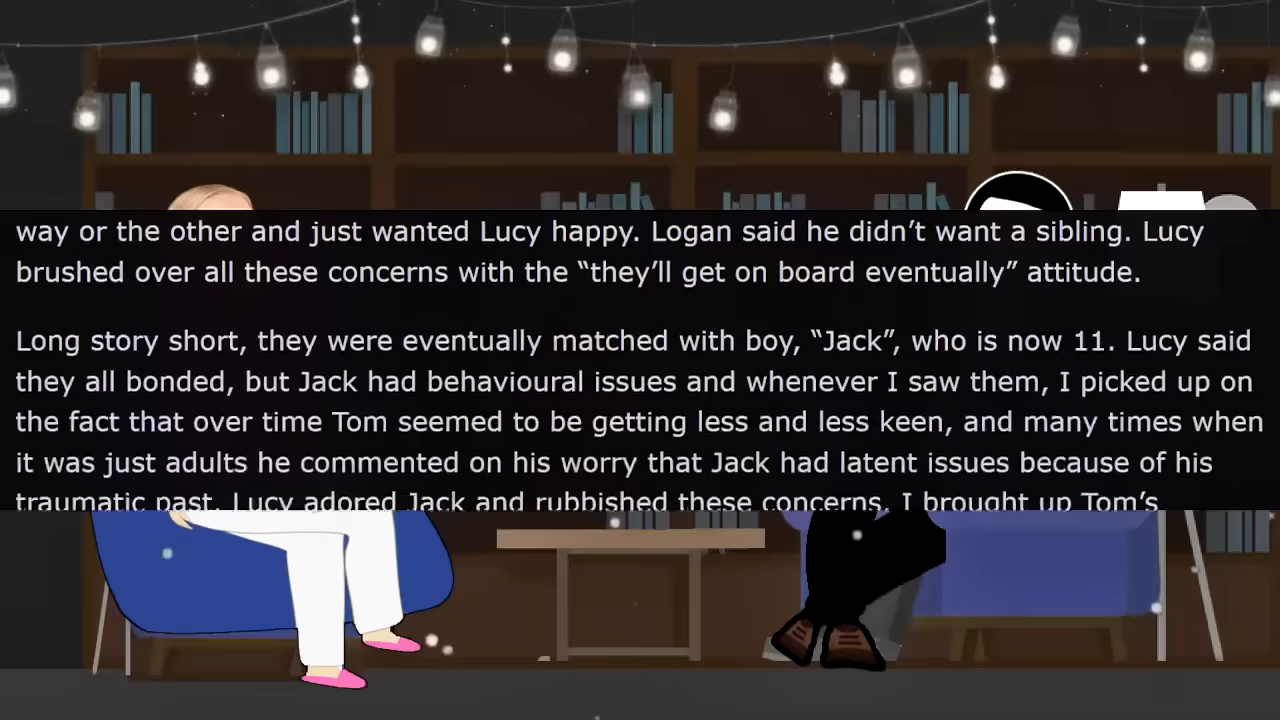 way or the other and just wanted Lucy happy. Logan said he didn’t want a sibling. Lucy
brushed over all these concerns with the “they’ll get on board eventually” attitude.
Long story short, they were eventually matched with boy, “Jack”, who is now 11. Lucy said
they all bonded, but Jack had behavioural issues and whenever I saw them, I picked up on
the fact that over time Tom seemed to be getting less and less keen, and many times when
it was just adults he commented on his worry that Jack had latent issues because of his
traumatic past. Lucy adored Jack and rubbished these concerns. I brought up Tom’s